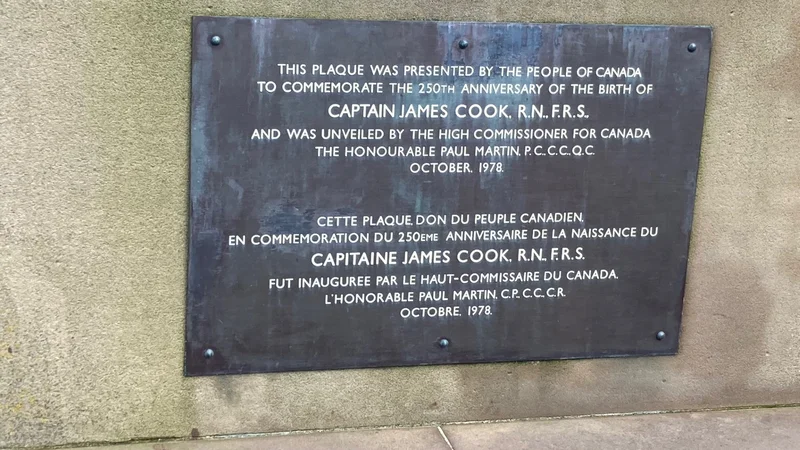 THIS PLAQUE WAS PRESENTED BY THE PEOPLE OF CANADA
TO COMMEMORATE THE 250TH ANNIVERSARY OF THE BIRTH OF
CAPTAIN JAMES COOK, R.N., F.R.S.,
AND WAS UNVEILED BY THE HIGH COMMISSIONER FOR CANADA
THE HONOURABLE PAUL MARTIN, P.C., C.C., Q.C.
OCTOBER, 1978.
CETTE PLAQUE, DON DU PEUPLE CANADIEN,
EN COMMEMORATION DU 250EME ANNIVERSAIRE DE LA NAISSANCE DU
CAPITAINE JAMES COOK, R.N., F.R.S.
FUT INAUGUREE PAR LE HAUT-COMMISSAIRE DU CANADA,
L'HONORABLE PAUL MARTIN, C.P., C.C., C.R.
OCTOBRE, 1978.